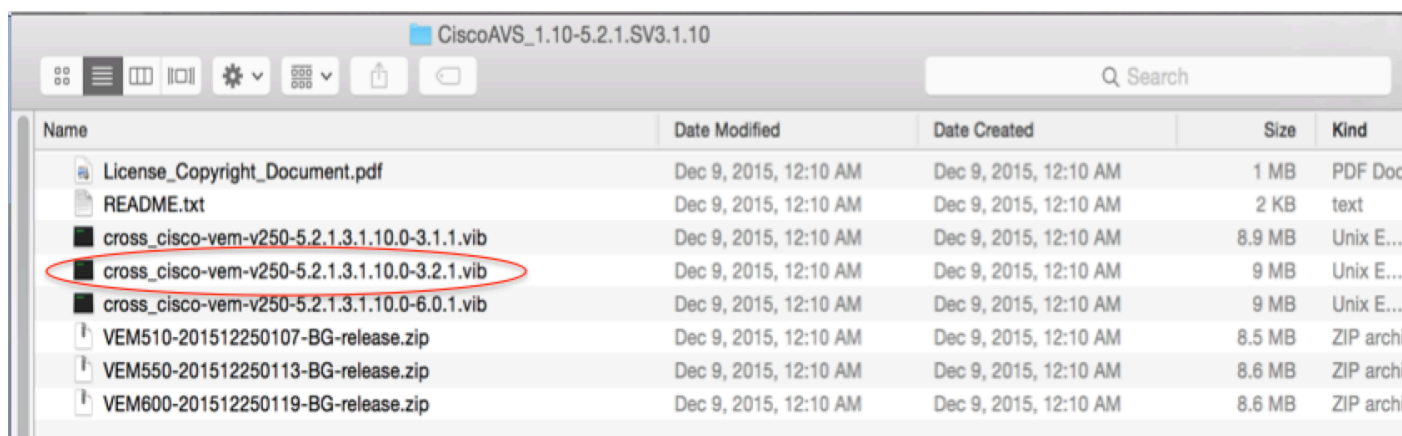 CiscoAVS_1.10-5.2.1.SV3.1.10
Search
Name Date Modified Date Created Size Kind
License_Copyright_Document.pdf Dec 9, 2015, 12:10 AM Dec 9, 2015, 12:10 AM 1 MB PDF Doc
README.txt Dec 9, 2015, 12:10 AM Dec 9, 2015, 12:10 AM 2 KB text
cross_cisco-vem-v250-5.2.1.3.1.10.0-3.1.1.vib Dec 9, 2015, 12:10 AM Dec 9, 2015, 12:10 AM 8.9 MB Unix E...
cross_cisco-vem-v250-5.2.1.3.1.10.0-3.2.1.vib Dec 9, 2015, 12:10 AM Dec 9, 2015, 12:10 AM 9 MB Unix E...
cross_cisco-vem-v250-5.2.1.3.1.10.0-6.0.1.vib Dec 9, 2015, 12:10 AM Dec 9, 2015, 12:10 AM 9 MB Unix E...
VEM510-201512250107-BG-release.zip Dec 9, 2015, 12:10 AM Dec 9, 2015, 12:10 AM 8.5 MB ZIP archi
VEM550-201512250113-BG-release.zip Dec 9, 2015, 12:10 AM Dec 9, 2015, 12:10 AM 8.6 MB ZIP archi
VEM600-201512250119-BG-release.zip Dec 9, 2015, 12:10 AM Dec 9, 2015, 12:10 AM 8.6 MB ZIP archi